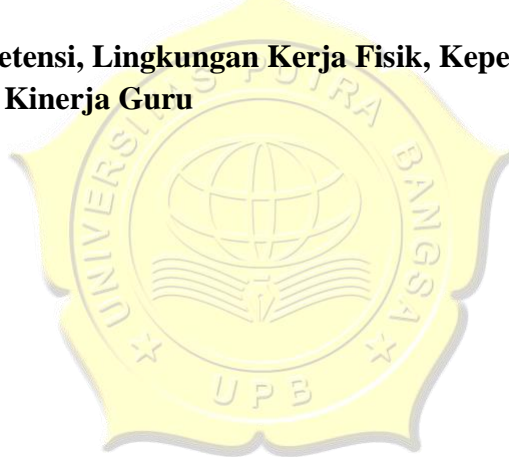 etensi, Lingkungan Kerja Fisik, Kepe
Kinerja Guru
UNIVERSITAS PUTRA BANGSA
UPB